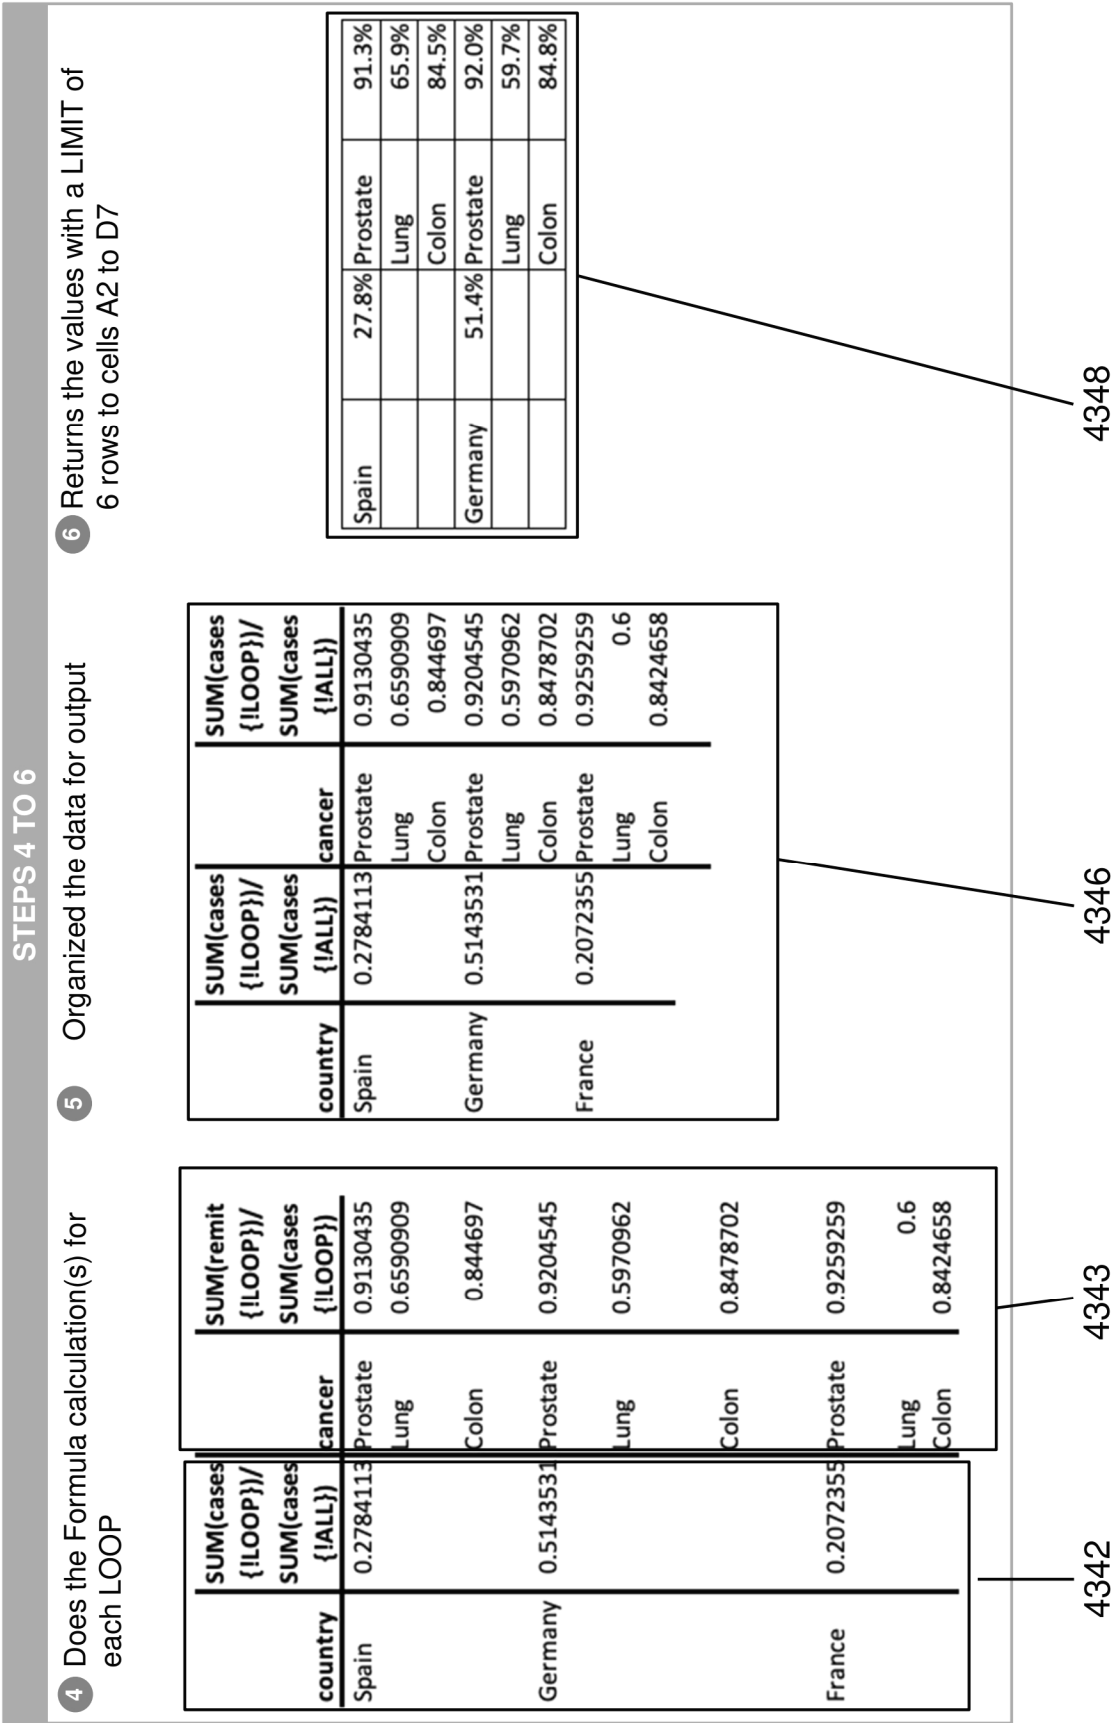 STEPS 4 TO 6
4 Does the Formula calculation(s) for
each LOOP
country
SUM(cases
{!LOOP})/
SUM(cases
{!ALL})
cancer
SUM(remit
{!LOOP})/
SUM(cases
{!LOOP})
Spain 0.2784113 Prostate 0.9130435
Lung 0.6590909
Colon 0.844697
Germany 0.5143531 Prostate 0.9204545
Lung 0.5970962
Colon 0.8478702
France 0.2072355 Prostate 0.9259259
Lung 0.6
Colon 0.8424658
4342
4343
5 Organized the data for output
country
SUM(cases
{!LOOP})/
SUM(cases
{!ALL})
cancer
SUM(cases
{!LOOP})/
SUM(cases
{!ALL})
Spain 0.2784113 Prostate 0.9130435
Lung 0.6590909
Colon 0.844697
Germany 0.5143531 Prostate 0.9204545
Lung 0.5970962
Colon 0.8478702
France 0.2072355 Prostate 0.9259259
Lung 0.6
Colon 0.8424658
4346
6 Returns the values with a LIMIT of
6 rows to cells A2 to D7
Spain 27.8% Prostate 91.3%
Lung 65.9%
Colon 84.5%
Germany 51.4% Prostate 92.0%
Lung 59.7%
Colon 84.8%
4348